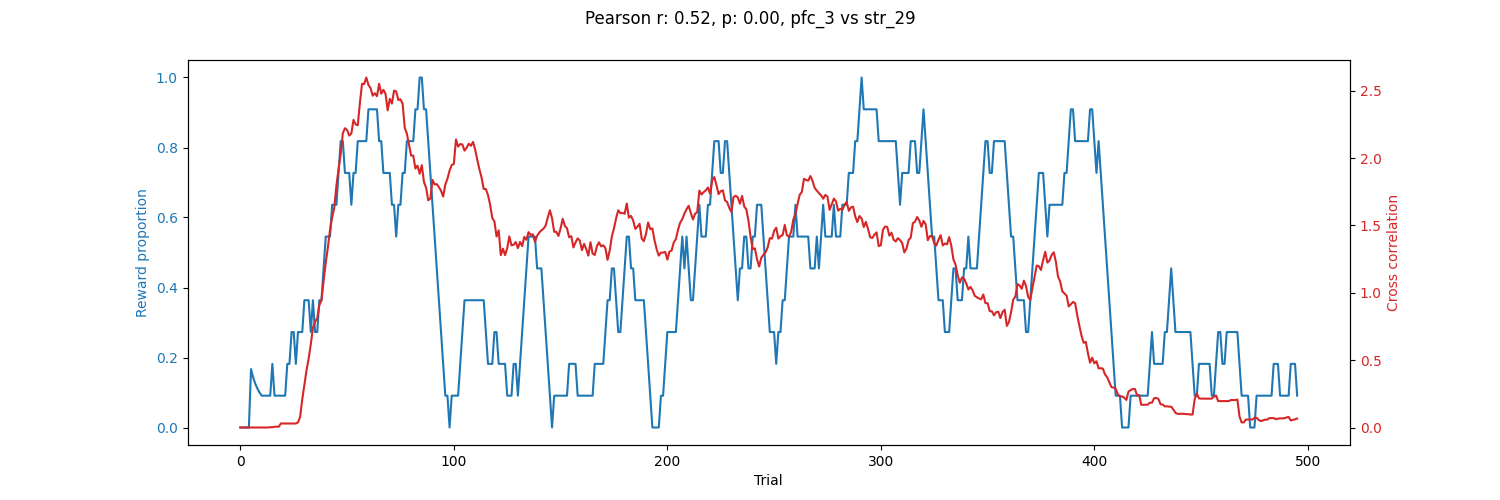 Pearson r: 0.52, p: 0.00, pfc_3 vs str_29
1.0
0.8
0.6
0.4
0.2
0.0
Reward proportion
2.5
2.0
1.5
1.0
0.5
0.0
Cross correlation
0 100 200 300 400 500
Trial